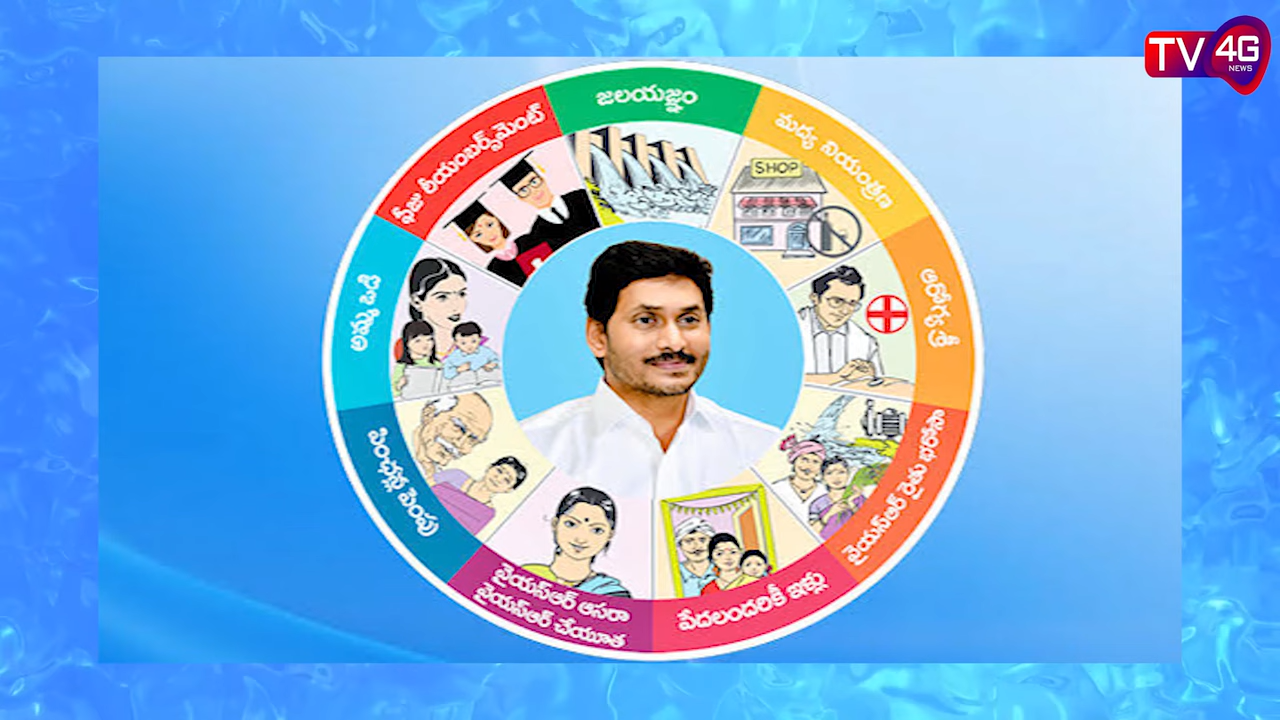 TV 4G
NEWS
జలయజ్ఞం
మద్య నియంత్రణ
SHOP
ఆరోగ్య శ్రీ
వైయస్ఆర్ రైతు భరోసా
పేదలందరికీ ఇళ్లు
వైయస్ఆర్ ఆసరా
వైయస్ఆర్ చేయూత
పింఛన్ల పెంపు
అమ్మ ఒడి
ఫీజు రీయంబర్స్‌మెంట్